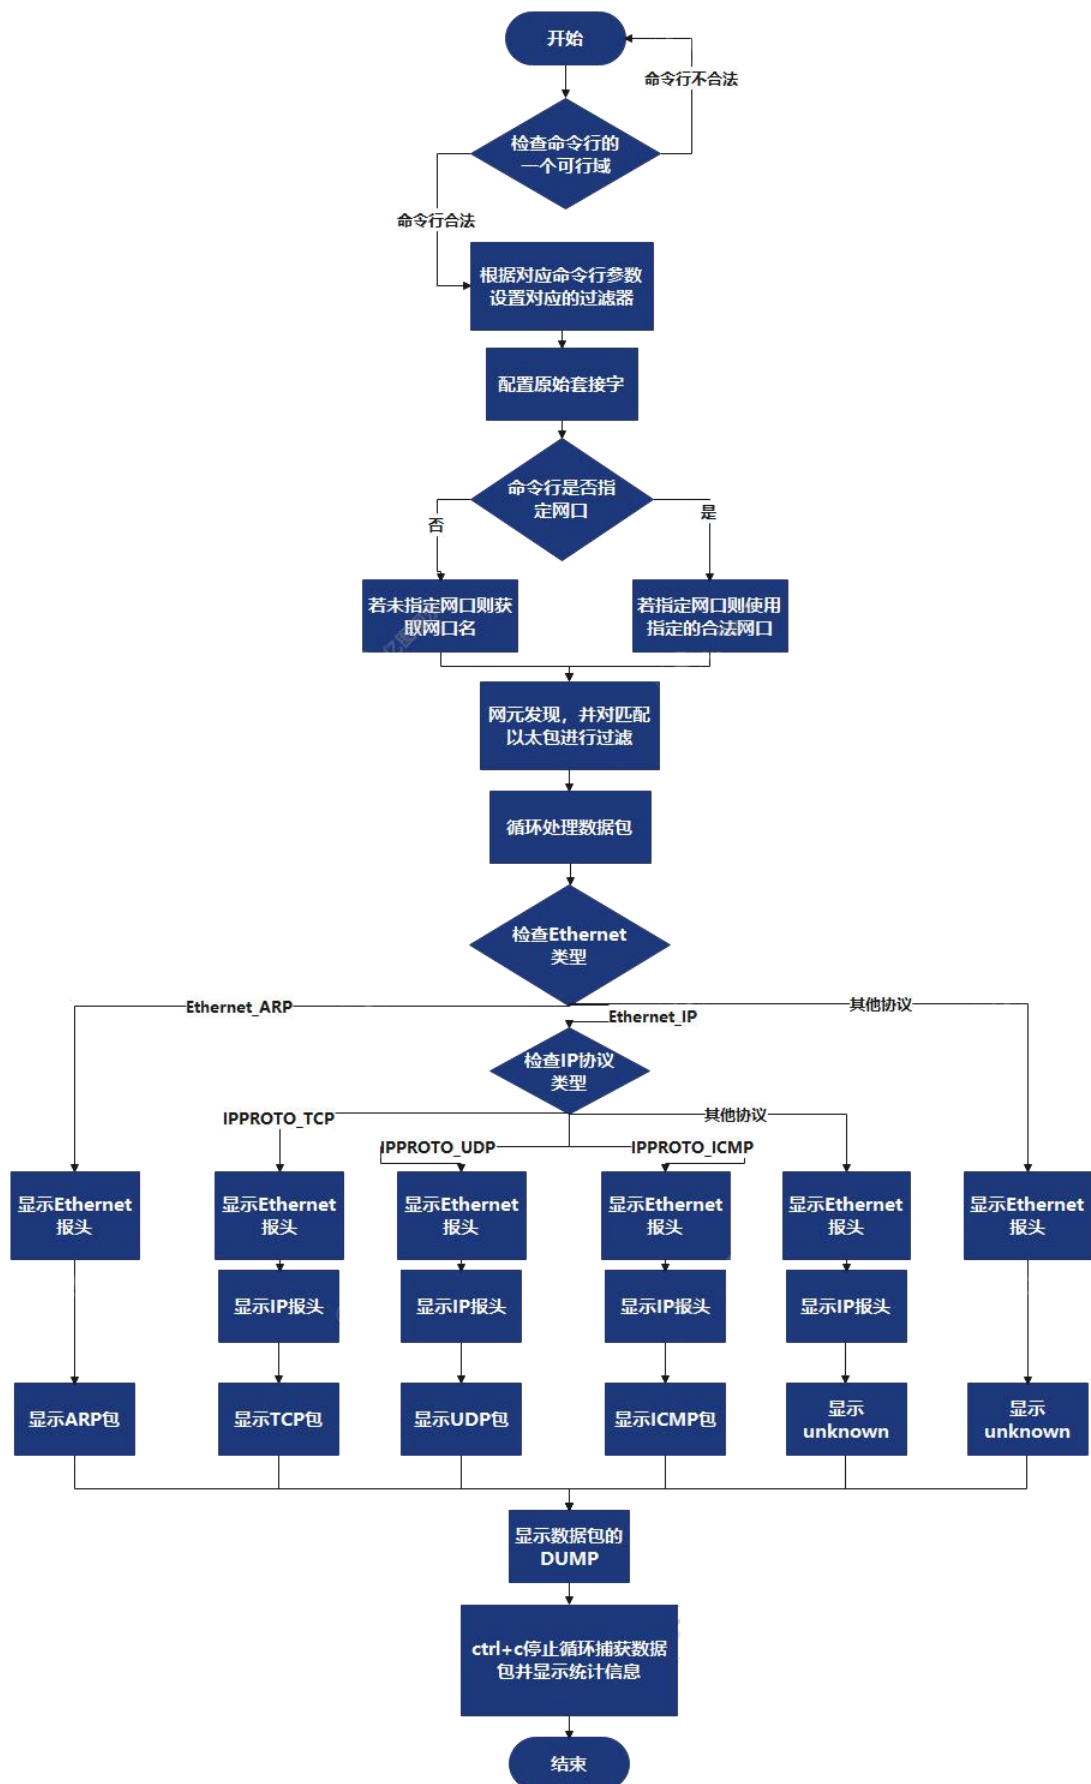 开始
命令行不合法
检查命令行的
一个可行域
命令行合法
根据对应命令行参数
设置对应的过滤器
配置原始套接字
命令行是否指
定网口
否
是
若未指定网口则获
取网口名
若指定网口则使用
指定的合法网口
网元发现，并对匹配
以太包进行过滤
循环处理数据包
检查Ethernet
类型
Ethernet_ARP
其他协议
Ethernet_IP
检查IP协议
类型
IPPROTO_TCP
其他协议
IPPROTO_UDP
IPPROTO_ICMP
显示Ethernet
报头
显示Ethernet
报头
显示Ethernet
报头
显示Ethernet
报头
显示Ethernet
报头
显示Ethernet
报头
显示IP报头
显示IP报头
显示IP报头
显示IP报头
显示ARP包
显示TCP包
显示UDP包
显示ICMP包
显示
unknown
显示
unknown
显示数据包的
DUMP
ctrl+c停止循环捕获数据
包并显示统计信息
结束